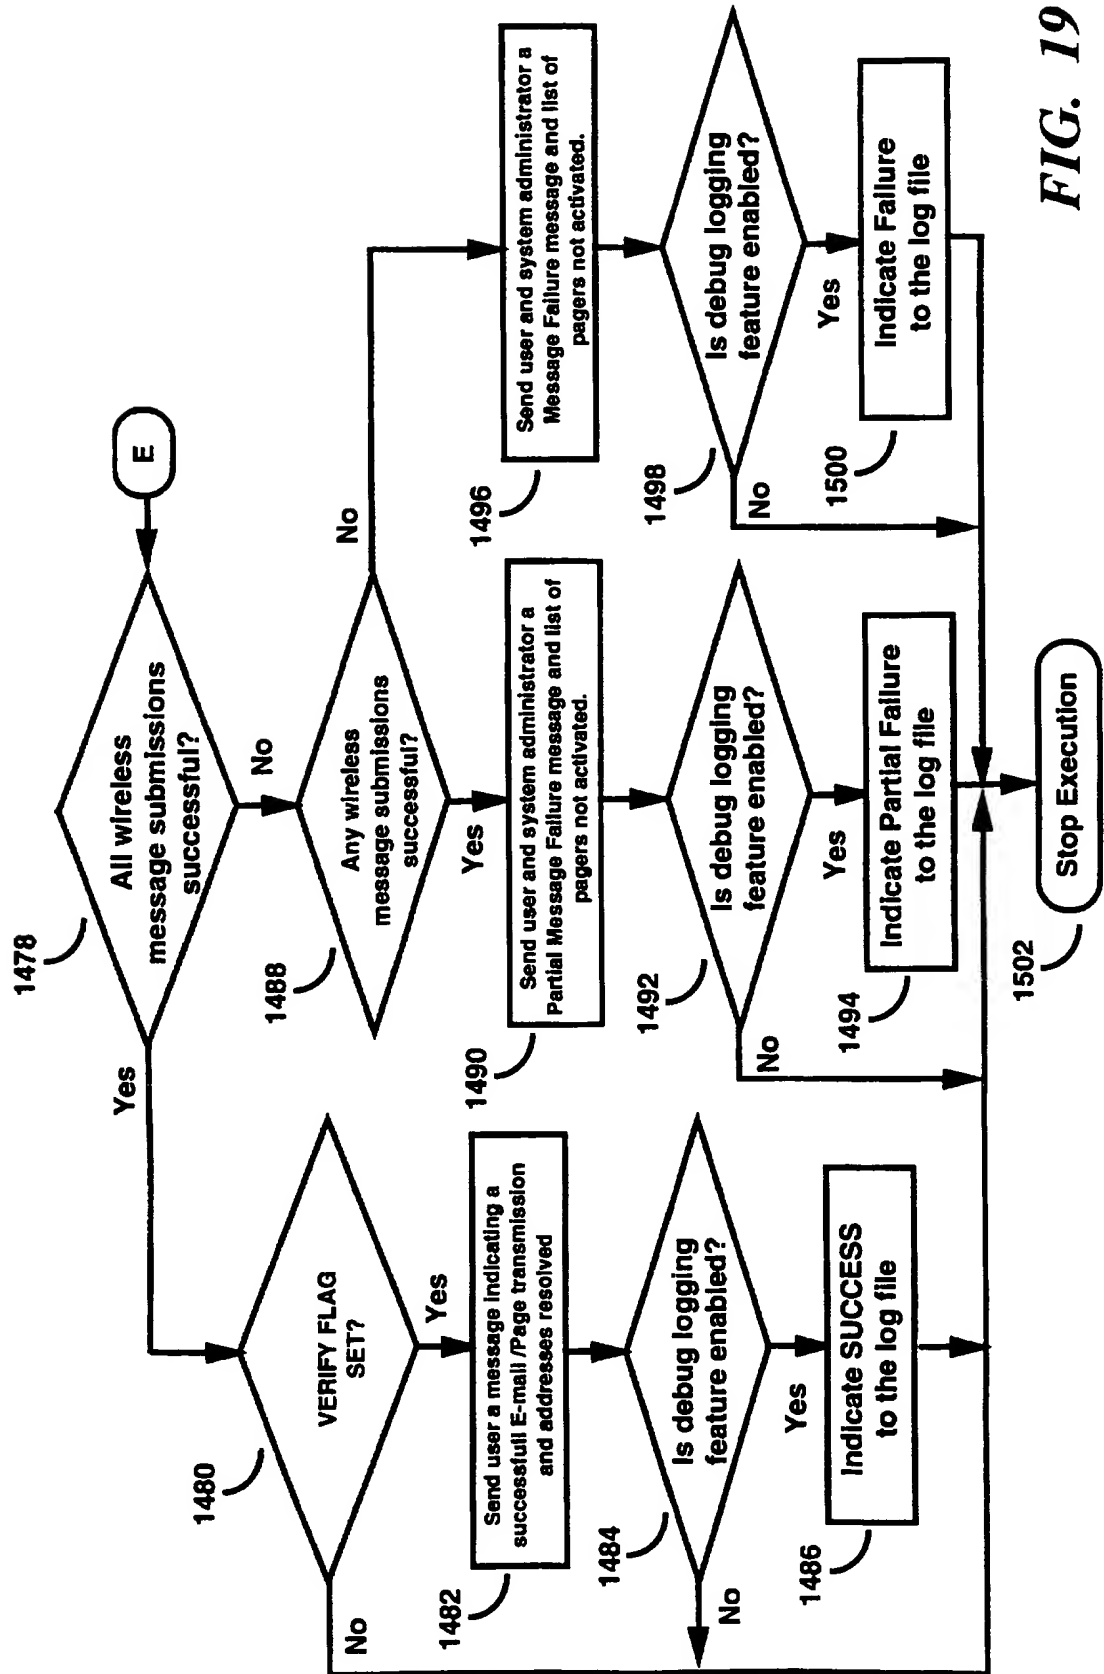 E
All wireless
message submissions
successful?
1478
Yes
No
VERIFY FLAG
SET?
1480
No
Yes
Any wireless
message submissions
successful?
1488
Yes
No
Send user a message indicating a
successfull E-mail /Page transmission
and addresses resolved
1482
Send user and system administrator a
Partial Message Failure message and list of
pagers not activated.
1490
Send user and system administrator a
Message Failure message and list of
pagers not activated.
1496
Is debug logging
feature enabled?
1484
No
Yes
Is debug logging
feature enabled?
1492
No
Yes
Is debug logging
feature enabled?
1498
No
Yes
Indicate SUCCESS
to the log file
1486
Indicate Partial Failure
to the log file
1494
Indicate Failure
to the log file
1500
Stop Execution
1502
FIG. 19